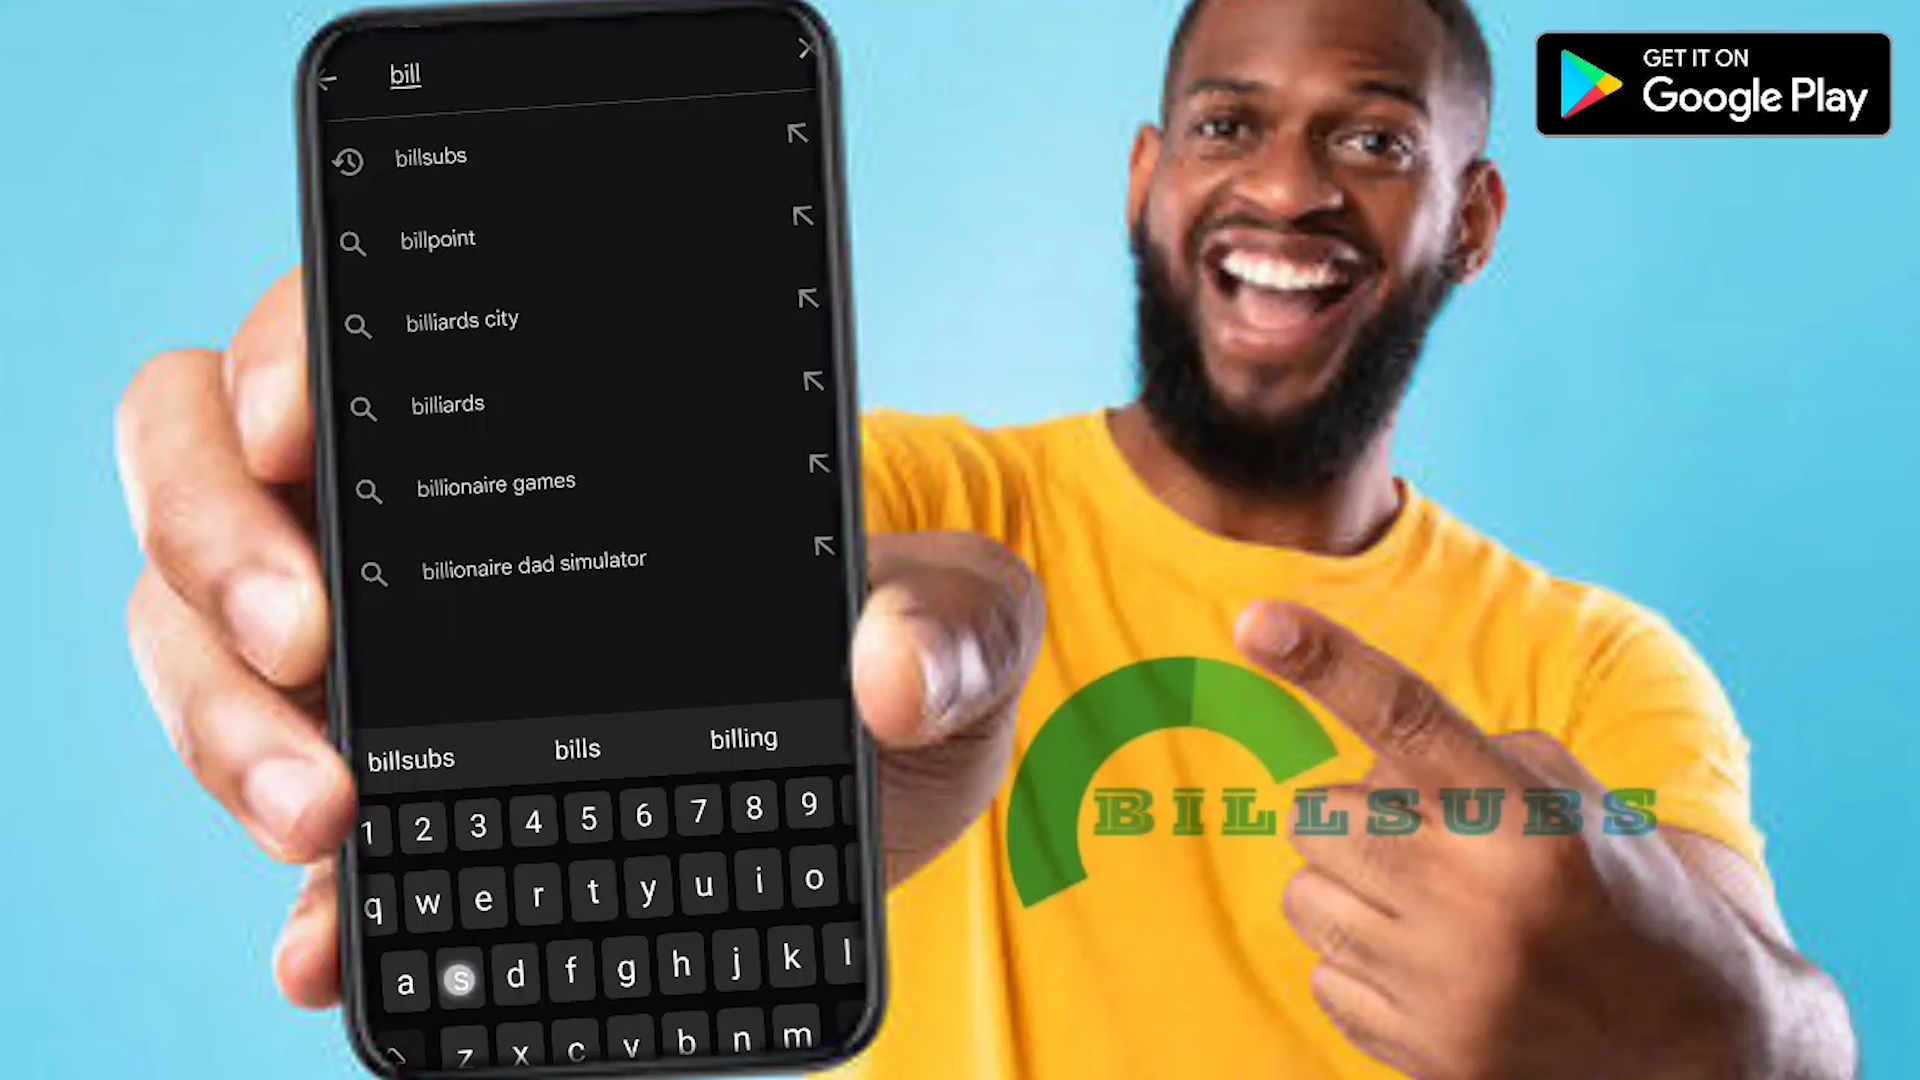 GET IT ON
Google Play
bill
billsubs
billpoint
billiards city
billiards
billionaire games
billionaire dad simulator
billsubs bills billing
1 2 3 4 5 6 7 8 9
q w e r t y u i o
a s d f g h j k l
z x c v b n m
BILLSUBS